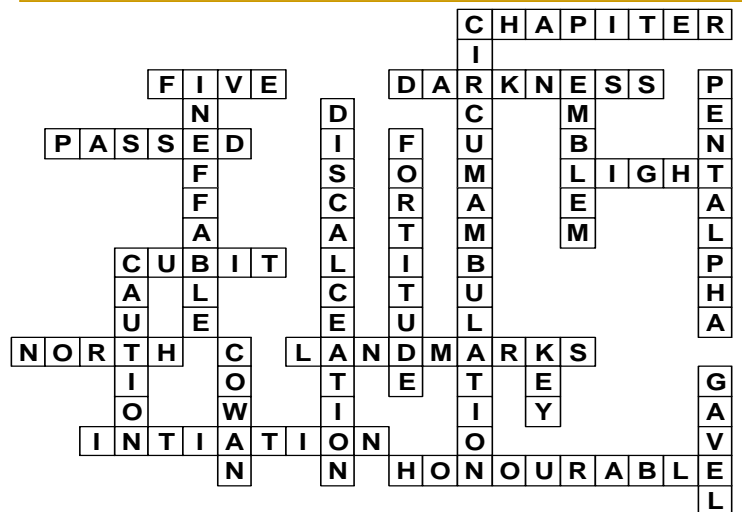 CHAPITER
CIRCUMAMBULATION
FIVE
INEFFABLE
DARKNESS
EMBLEM
PENTALPHA
DISCALCEATION
PASSED
FORTITUDE
LIGHT
CUBIT
CAUTION
NORTH
COWAN
LANDMARKS
KEY
GAVEL
INTIATION
HONOURABLE